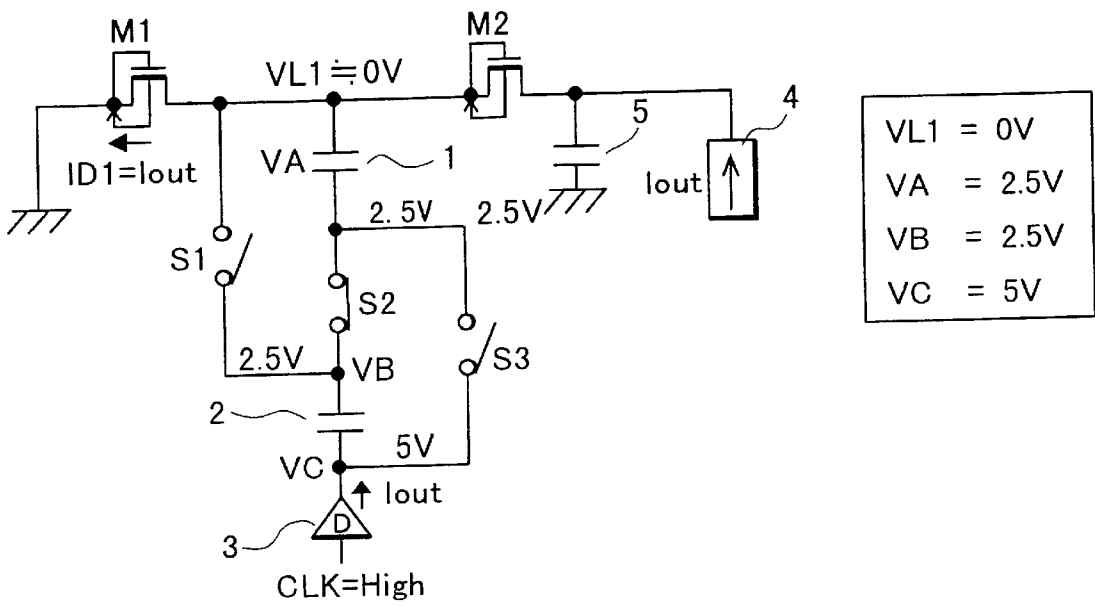 M1
M2
VL1≒0V
ID1=Iout
VA
1
5
4
Iout
2.5V
2.5V
S1
S2
S3
2.5V
VB
2
5V
VC
Iout
3
D
CLK=High
VL1 = 0V
VA = 2.5V
VB = 2.5V
VC = 5V